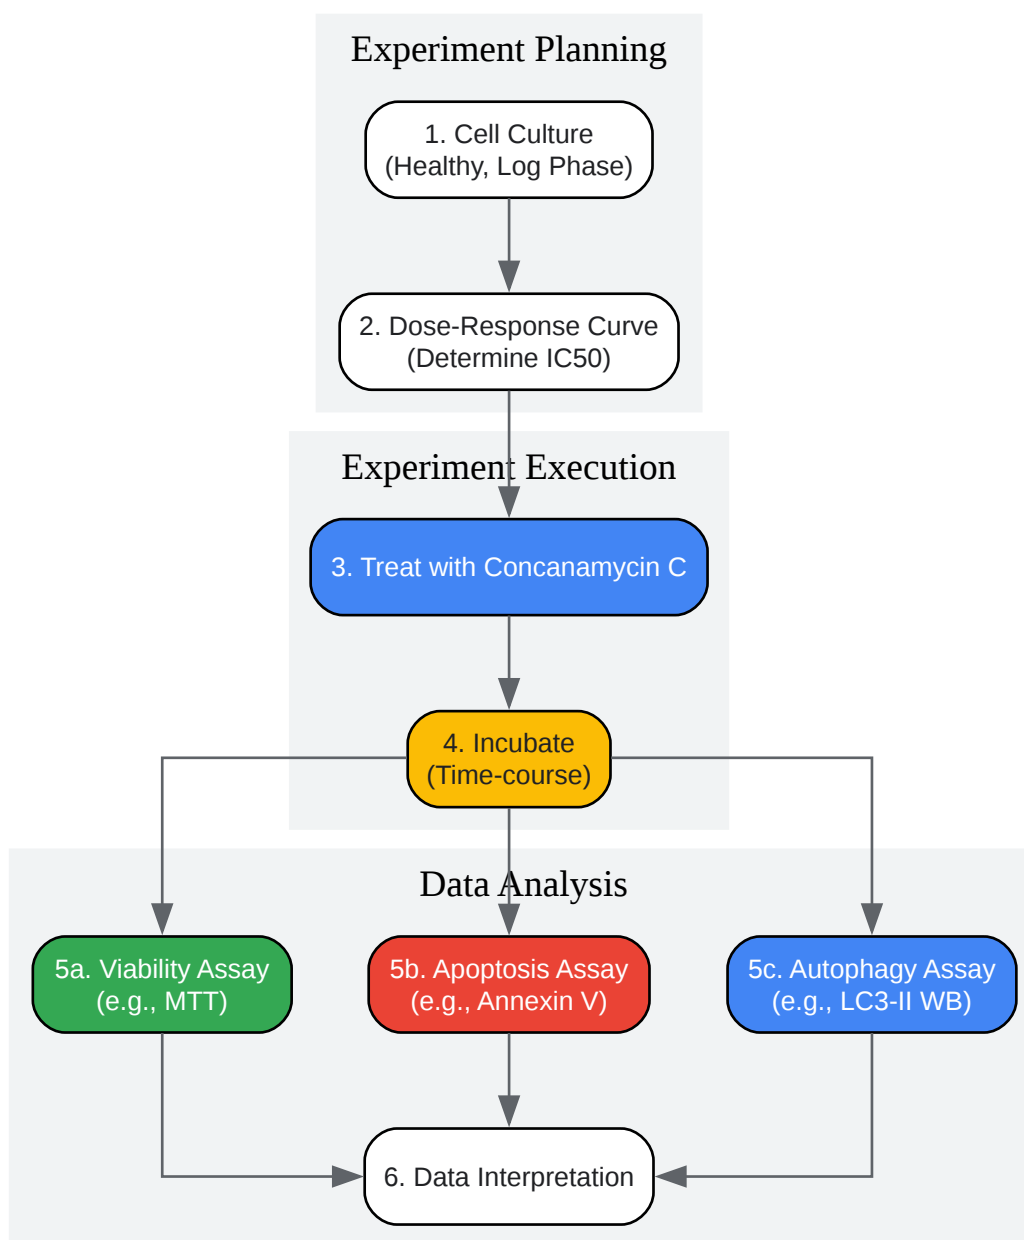 Experiment Planning
1. Cell Culture
(Healthy, Log Phase)
2. Dose-Response Curve
(Determine IC50)
Experiment Execution
3. Treat with Concanamycin C
4. Incubate
(Time-course)
Data Analysis
5a. Viability Assay
(e.g., MTT)
5b. Apoptosis Assay
(e.g., Annexin V)
5c. Autophagy Assay
(e.g., LC3-II WB)
6. Data Interpretation